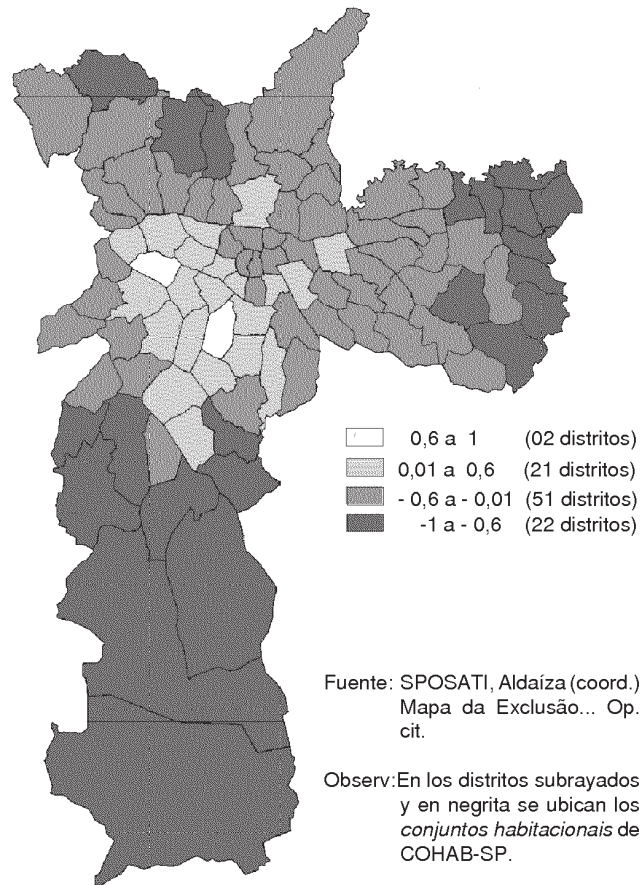 0,6 a 1 (02 distritos)
0,01 a 0,6 (21 distritos)
- 0,6 a - 0,01 (51 distritos)
-1 a - 0,6 (22 distritos)
Fuente: SPOSATI, Aldaíza (coord.)
Mapa da Exclusão... Op.
cit.
Observ:En los distritos subrayados
y en negrita se ubican los
conjuntos habitacionais de
COHAB-SP.